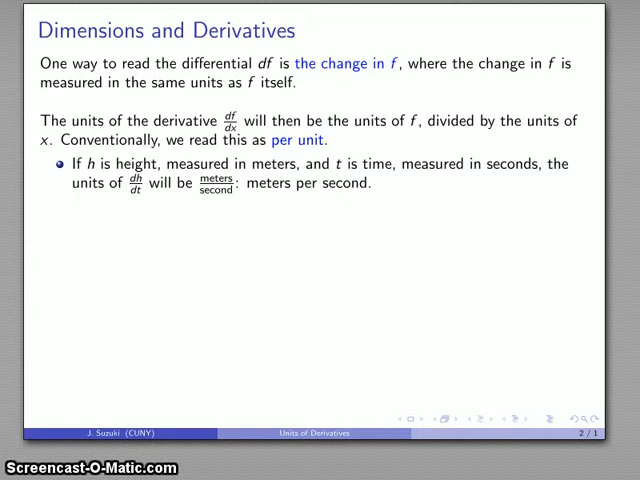 Dimensions and Derivatives
One way to read the differential df is the change in f, where the change in f is
measured in the same units as f itself.
The units of the derivative df/dx will then be the units of f, divided by the units of
x. Conventionally, we read this as per unit.
If h is height, measured in meters, and t is time, measured in seconds, the
units of dh/dt will be meters/second: meters per second.
J. Suzuki (CUNY) Units of Derivatives 2 / 1
Screencast-O-Matic.com